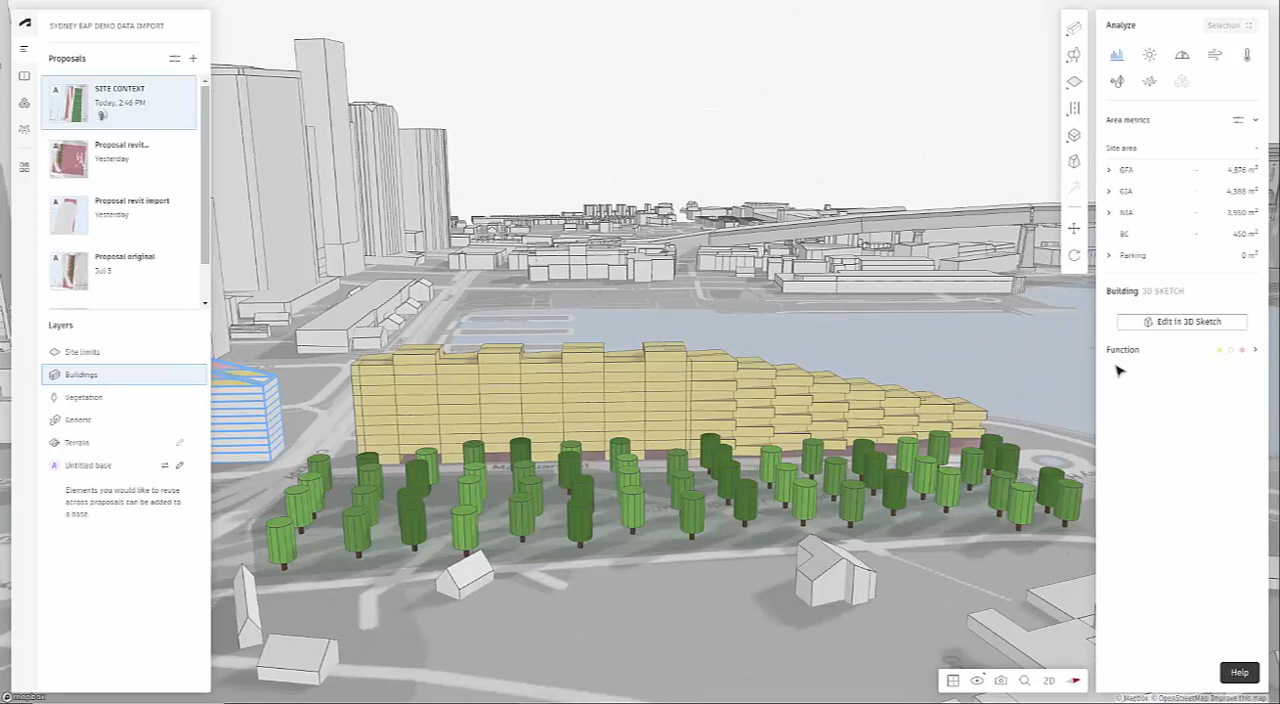 SYDNEY EAP DEMO DATA IMPORT
Proposals
A
SITE CONTEXT
Today, 2:46 PM
A
Proposal revit...
Yesterday
A
Proposal revit import
Yesterday
A
Proposal original
Jul 3
Layers
Site limits
Buildings
Vegetation
Generic
Terrain
A Untitled base
Elements you would like to reuse
across proposals can be added to
a base.
mapbox
Analyze
Selection
Area metrics
Site area -
GFA - 4,876 m²
GIA - 4,388 m²
NIA - 3,950 m²
BC - 450 m²
Parking 0 m²
Building 3D SKETCH
Edit in 3D Sketch
Function
2D
Help
© Mapbox © OpenStreetMap Improve this map